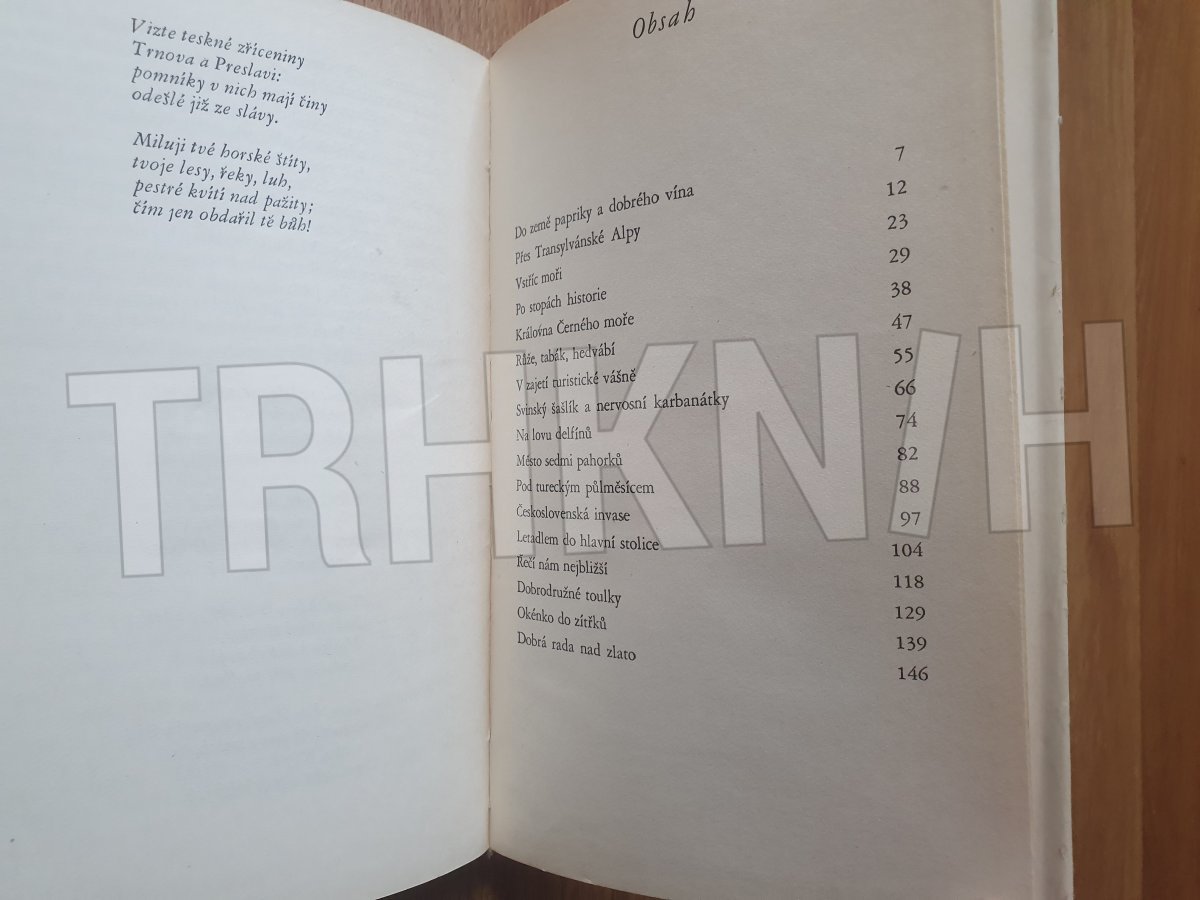 Vizte teskné zříceniny
Trnova a Preslavi:
pomníky v nich mají činy
odešlé již ze slávy.
Miluji tvé horské štíty,
tvoje lesy, řeky, luh,
pestré kvítí nad pažity;
čím jen obdařil tě bůh!
Obsah
Do země papriky a dobrého vína 7
Přes Transylvánské Alpy 12
Vstříc moři 23
Po stopách historie 29
Královna Černého moře 38
Růže, tabák, hedvábí 47
V zajetí turistické vášně 55
Svinský šašlík a nervosní karbanátky 66
Na lovu delfínů 74
Město sedmi pahorků 82
Pod tureckým půlměsícem 88
Československá invase 97
Letadlem do hlavní stolice 104
Řečí nám nejbližší 118
Dobrodružné toulky 129
Okénko do zítřků 139
Dobrá rada nad zlato 146
TRHKNIH